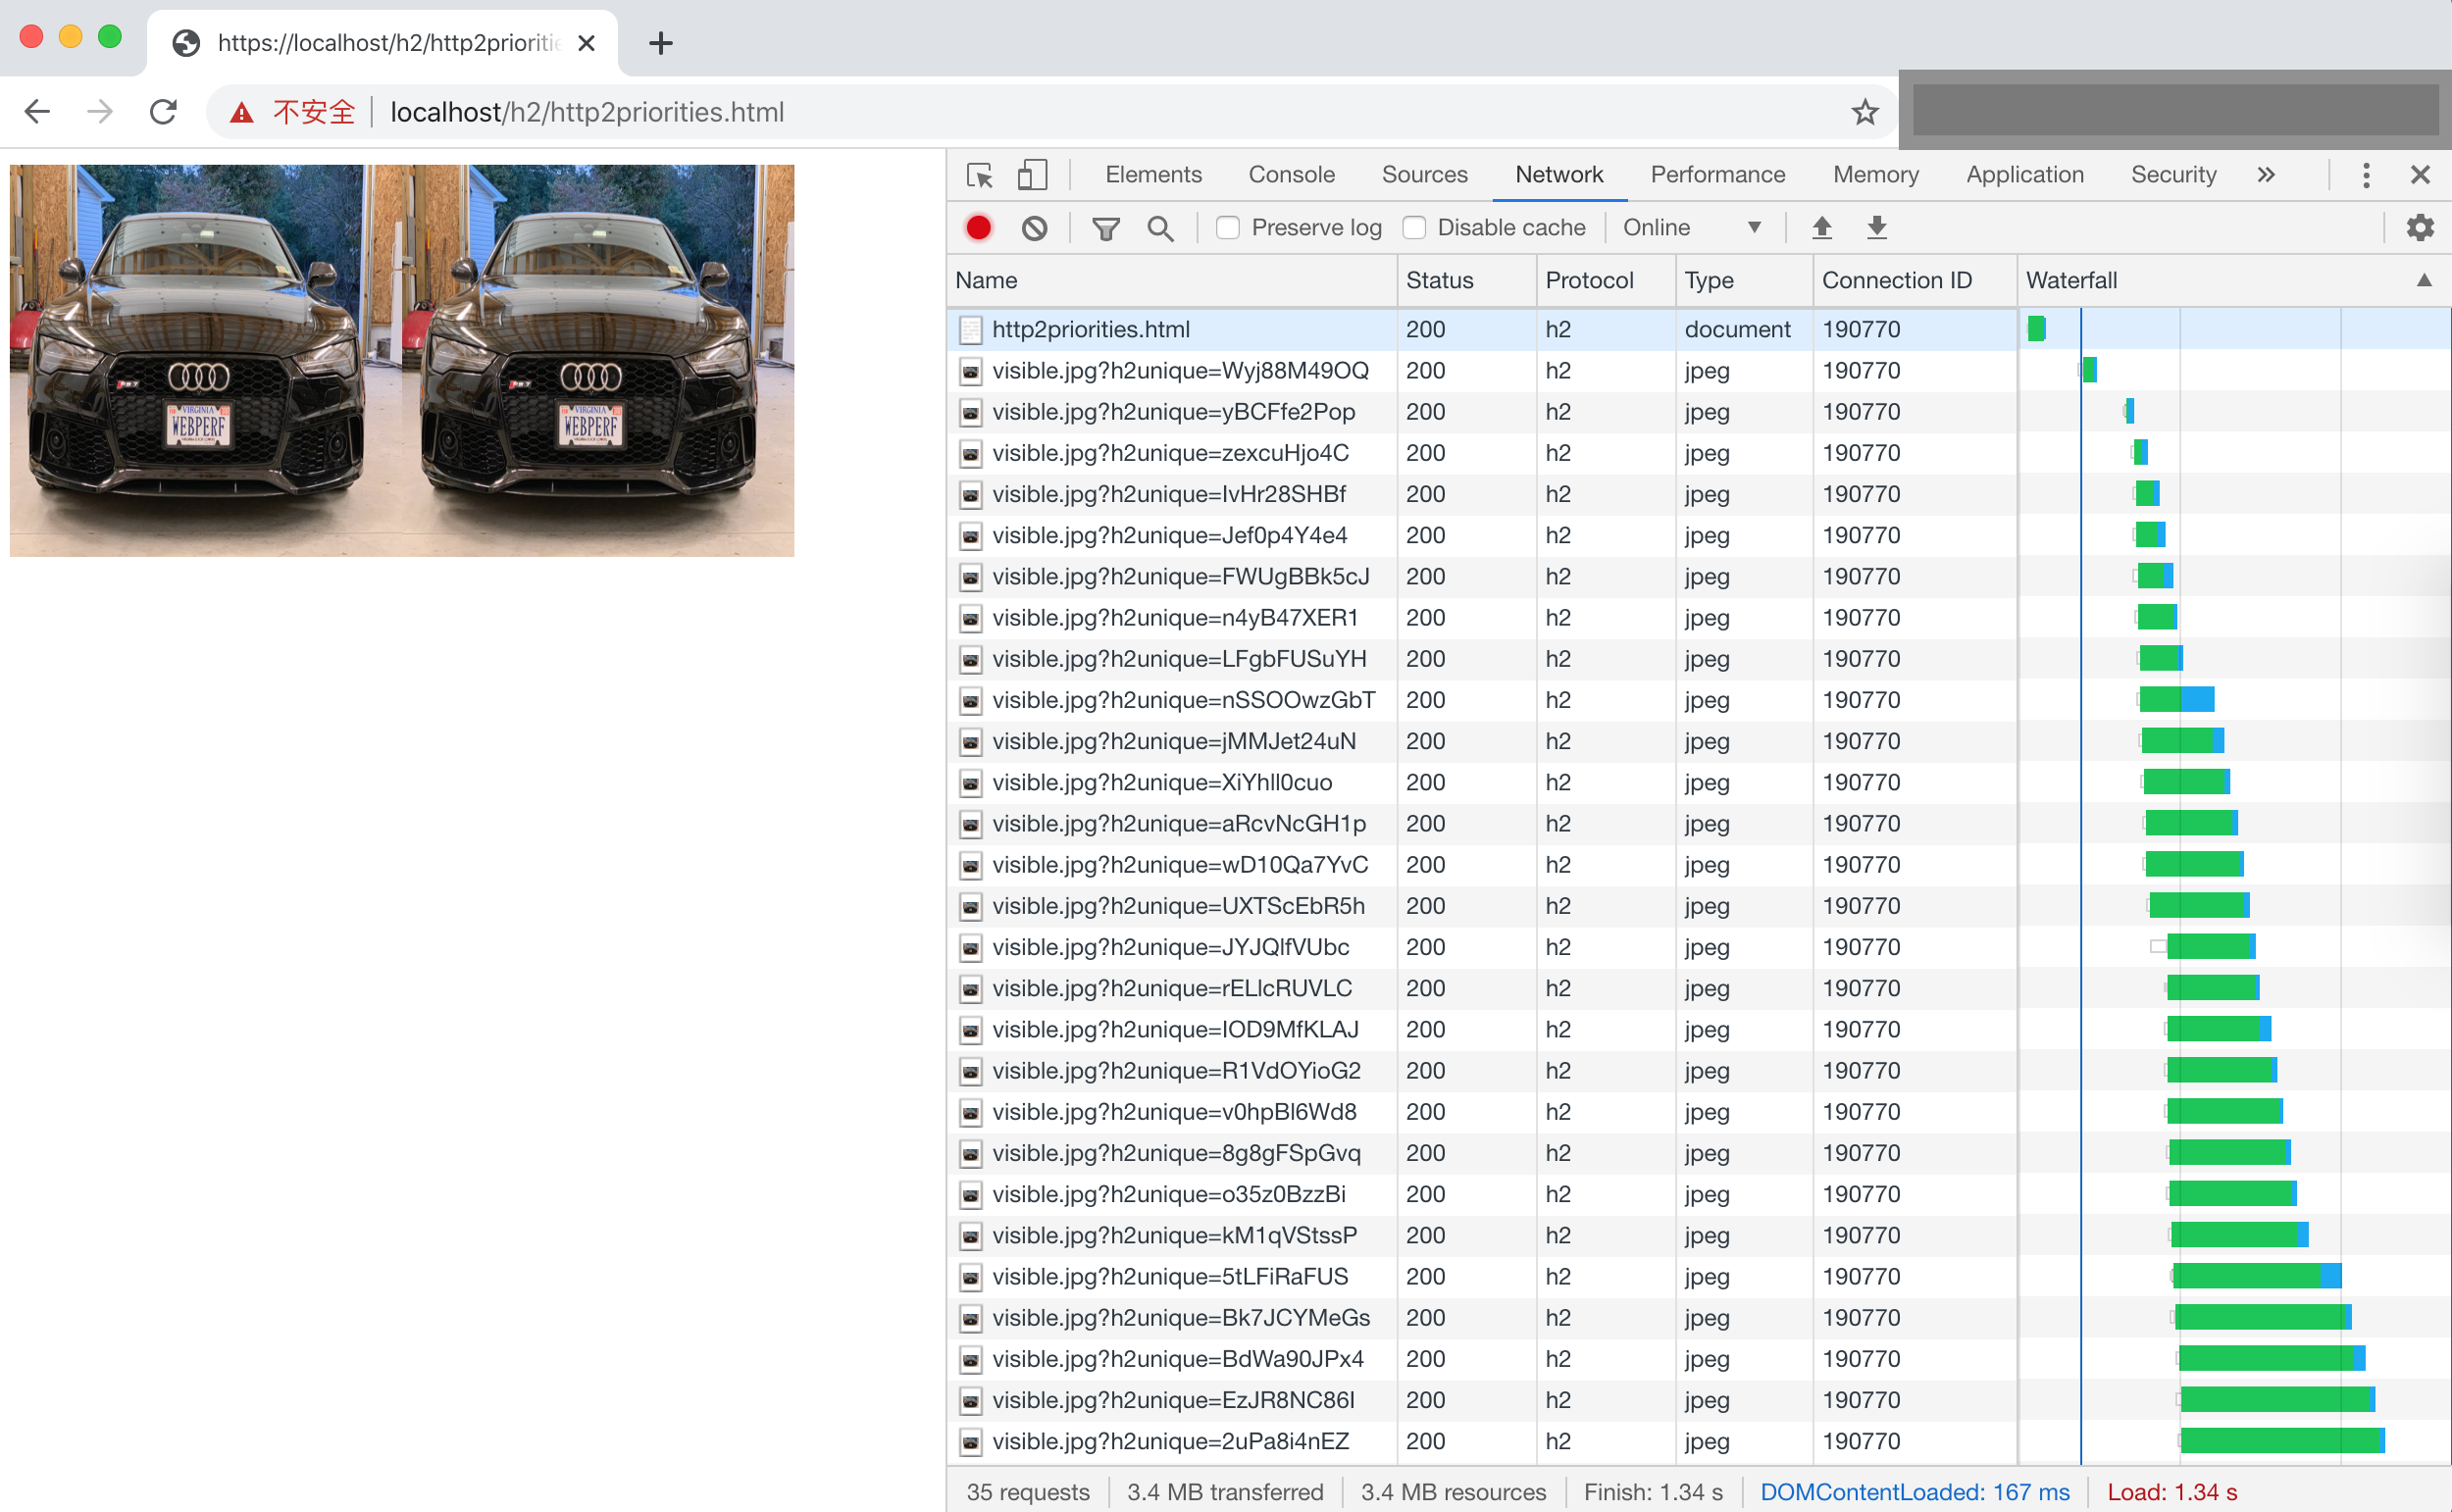 https://localhost/h2/http2prioritie
不安全 localhost/h2/http2priorities.html
VIRGINIA
WEBPERF
VIRGINIA
WEBPERF
Elements Console Sources Network Performance Memory Application Security
Preserve log Disable cache Online
Name Status Protocol Type Connection ID Waterfall
http2priorities.html 200 h2 document 190770
visible.jpg?h2unique=Wyj88M49OQ 200 h2 jpeg 190770
visible.jpg?h2unique=yBCFfe2Pop 200 h2 jpeg 190770
visible.jpg?h2unique=zexcuHjo4C 200 h2 jpeg 190770
visible.jpg?h2unique=IvHr28SHBf 200 h2 jpeg 190770
visible.jpg?h2unique=Jef0p4Y4e4 200 h2 jpeg 190770
visible.jpg?h2unique=FWUgBBk5cJ 200 h2 jpeg 190770
visible.jpg?h2unique=n4yB47XER1 200 h2 jpeg 190770
visible.jpg?h2unique=LFgbFUSuYH 200 h2 jpeg 190770
visible.jpg?h2unique=nSSOOwzGbT 200 h2 jpeg 190770
visible.jpg?h2unique=jMMJet24uN 200 h2 jpeg 190770
visible.jpg?h2unique=XiYhll0cuo 200 h2 jpeg 190770
visible.jpg?h2unique=aRcvNcGH1p 200 h2 jpeg 190770
visible.jpg?h2unique=wD10Qa7YvC 200 h2 jpeg 190770
visible.jpg?h2unique=UXTScEbR5h 200 h2 jpeg 190770
visible.jpg?h2unique=JYJQlfVUbc 200 h2 jpeg 190770
visible.jpg?h2unique=rELlcRUVLC 200 h2 jpeg 190770
visible.jpg?h2unique=IOD9MfKLAJ 200 h2 jpeg 190770
visible.jpg?h2unique=R1VdOYioG2 200 h2 jpeg 190770
visible.jpg?h2unique=v0hpBl6Wd8 200 h2 jpeg 190770
visible.jpg?h2unique=8g8gFSpGvq 200 h2 jpeg 190770
visible.jpg?h2unique=o35z0BzzBi 200 h2 jpeg 190770
visible.jpg?h2unique=kM1qVStssP 200 h2 jpeg 190770
visible.jpg?h2unique=5tLFiRaFUS 200 h2 jpeg 190770
visible.jpg?h2unique=Bk7JCYMeGs 200 h2 jpeg 190770
visible.jpg?h2unique=BdWa90JPx4 200 h2 jpeg 190770
visible.jpg?h2unique=EzJR8NC86I 200 h2 jpeg 190770
visible.jpg?h2unique=2uPa8i4nEZ 200 h2 jpeg 190770
35 requests 3.4 MB transferred 3.4 MB resources Finish: 1.34 s DOMContentLoaded: 167 ms Load: 1.34 s